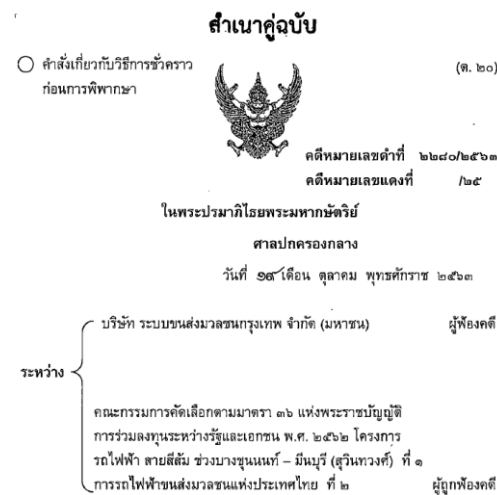 สำเนาคู่ฉบับ
คำสั่งเกี่ยวกับวิธีการชั่วคราว
ก่อนการพิพากษา
(ต. ๒๐)
คดีหมายเลขดำที่ ๒๒๘๐/๒๕๖๓
คดีหมายเลขแดงที่ /๒๕
ในพระปรมาภิไธยพระมหากษัตริย์
ศาลปกครองกลาง
วันที่ เดือน ตุลาคม พุทธศักราช ๒๕๖๓
บริษัท ระบบขนส่งมวลชนกรุงเทพ จำกัด (มหาชน) ผู้ฟ้องคดี
ระหว่าง
คณะกรรมการคัดเลือกตามมาตรา ๓๖ แห่งพระราชบัญญัติ
การร่วมลงทุนระหว่างรัฐและเอกชน พ.ศ. ๒๕๖๒ โครงการ
รถไฟฟ้า สายสีส้ม ช่วงบางขุนนนท์ – มีนบุรี (สุวินทวงศ์) ที่ ๑
การรถไฟฟ้าขนส่งมวลชนแห่งประเทศไทย ที่ ๒ ผู้ถูกฟ้องคดี